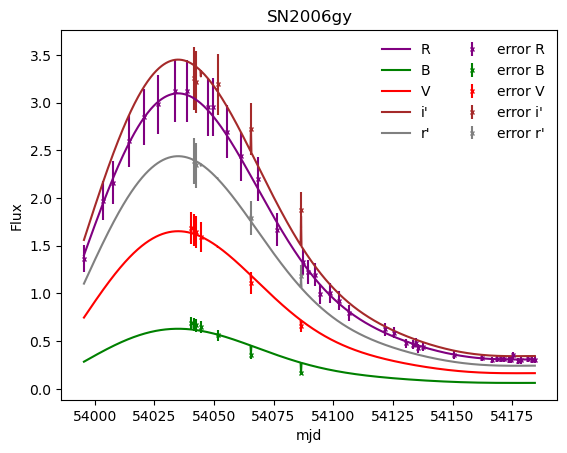 SN2006gy
R
B
V
i'
r'
error R
error B
error V
error i'
error r'
Flux
3.5
3.0
2.5
2.0
1.5
1.0
0.5
0.0
54000 54025 54050 54075 54100 54125 54150 54175
mjd